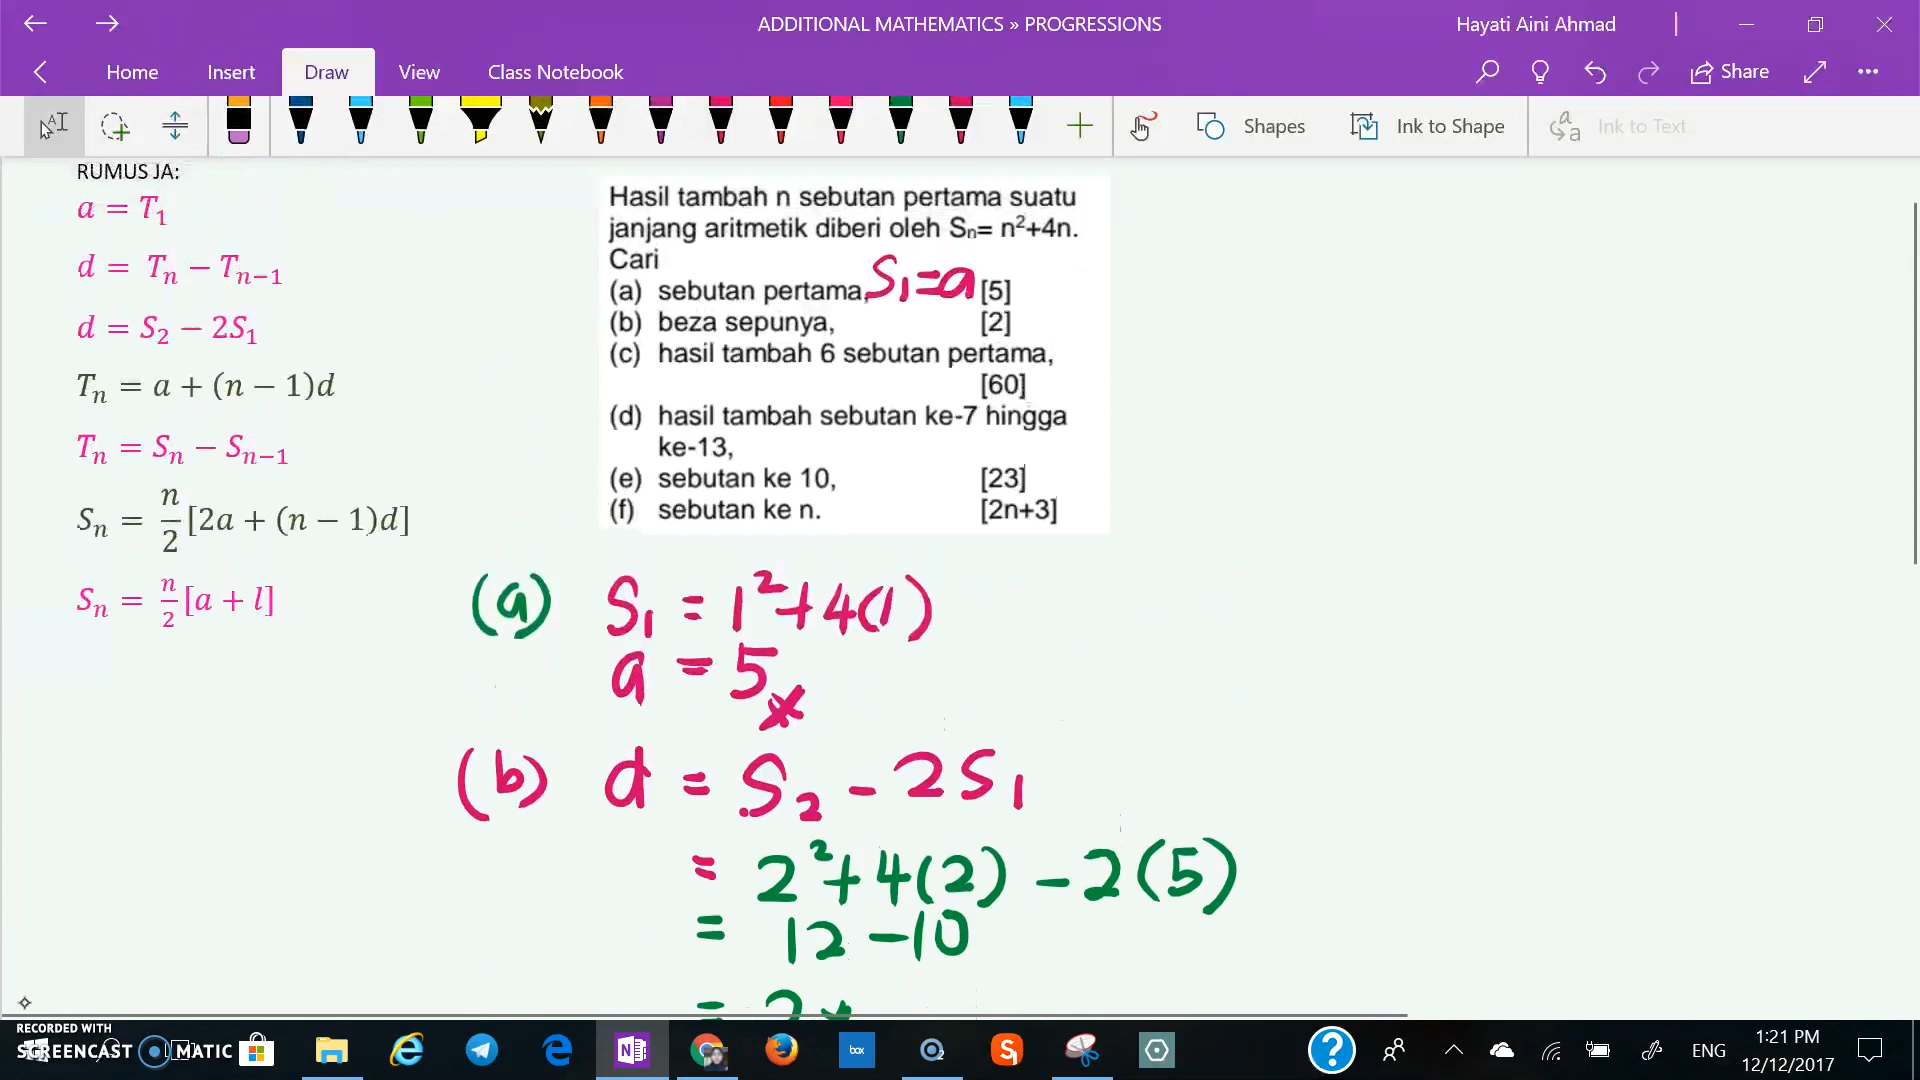 ADDITIONAL MATHEMATICS » PROGRESSIONS
Hayati Aini Ahmad
Home Insert Draw View Class Notebook
Share
Shapes
Ink to Shape
Ink to Text
RUMUS JA:
a = T₁
d = Tₙ − Tₙ₋₁
d = S₂ − 2S₁
Tₙ = a + (n − 1)d
Tₙ = Sₙ − Sₙ₋₁
Sₙ = n/2 [2a + (n − 1)d]
Sₙ = n/2 [a + l]
Hasil tambah n sebutan pertama suatu
janjang aritmetik diberi oleh Sₙ= n²+4n.
Cari
(a) sebutan pertama, S₁=a [5]
(b) beza sepunya, [2]
(c) hasil tambah 6 sebutan pertama,
[60]
(d) hasil tambah sebutan ke-7 hingga
ke-13,
(e) sebutan ke 10, [23]
(f) sebutan ke n. [2n+3]
(a) S₁ = 1²+4(1)
a = 5
(b) d = S₂ − 2S₁
= 2²+4(2) − 2(5)
= 12 − 10
= 2
RECORDED WITH
SCREENCAST MATIC
box
ENG
1:21 PM
12/12/2017